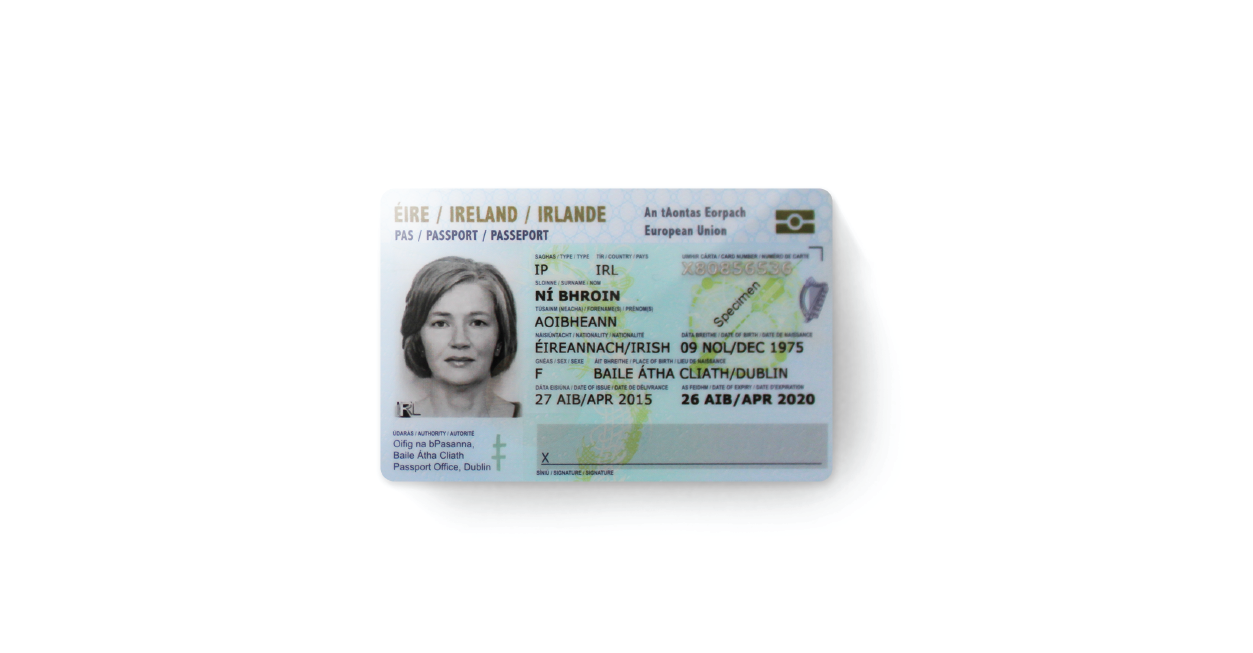 ÉIRE / IRELAND / IRLANDE
PAS / PASSPORT / PASSEPORT
An tAontas Eorpach
European Union
SAGHAS / TYPE / TYPE TÍR / COUNTRY / PAYS
UIMHIR CÁRTA / CARD NUMBER / NUMÉRO DE CARTE
IP IRL
X80856536
SLOINNE / SURNAME / NOM
NÍ BHROIN
Specimen
TÚSAINM (NEACHA) / FORENAME(S) / PRÉNOM(S)
AOIBHEANN
NÁISIÚNTACHT / NATIONALITY / NATIONALITÉ
DÁTA BREITHE / DATE OF BIRTH / DATE DE NAISSANCE
ÉIREANNACH/IRISH 09 NOL/DEC 1975
GNÉAS / SEX / SEXE ÁIT BHREITHE / PLACE OF BIRTH / LIEU DE NAISSANCE
F BAILE ÁTHA CLIATH/DUBLIN
DÁTA EISIÚNA / DATE OF ISSUE / DATE DE DÉLIVRANCE
AS FEIDHM / DATE OF EXPIRY / DATE D'EXPIRATION
27 AIB/APR 2015 26 AIB/APR 2020
IRL
ÚDARÁS / AUTHORITY / AUTORITÉ
Oifig na bPasanna,
Baile Átha Cliath
Passport Office, Dublin
X
SÍNIÚ / SIGNATURE / SIGNATURE